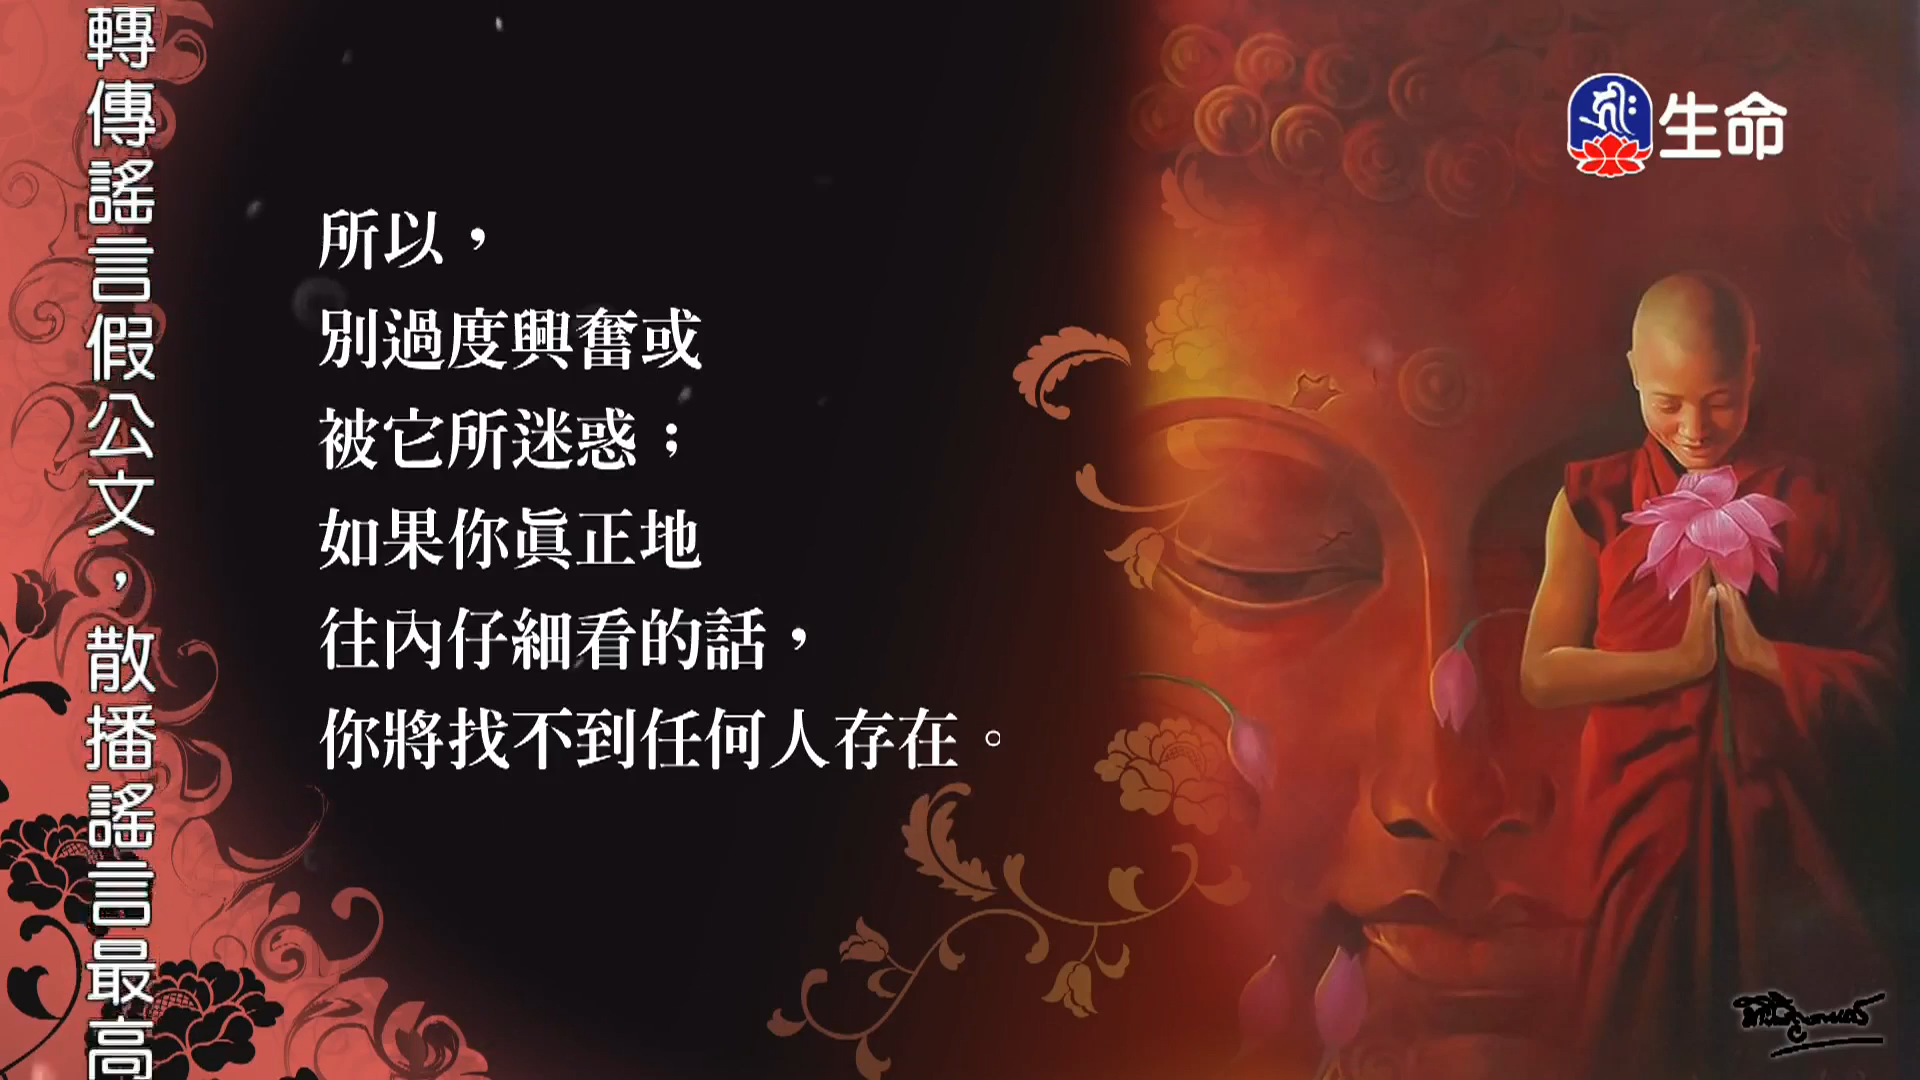 轉傳謠言假公文，散播謠言最高
生命
所以，
別過度興奮或
被它所迷惑；
如果你眞正地
往內仔細看的話，
你將找不到任何人存在。